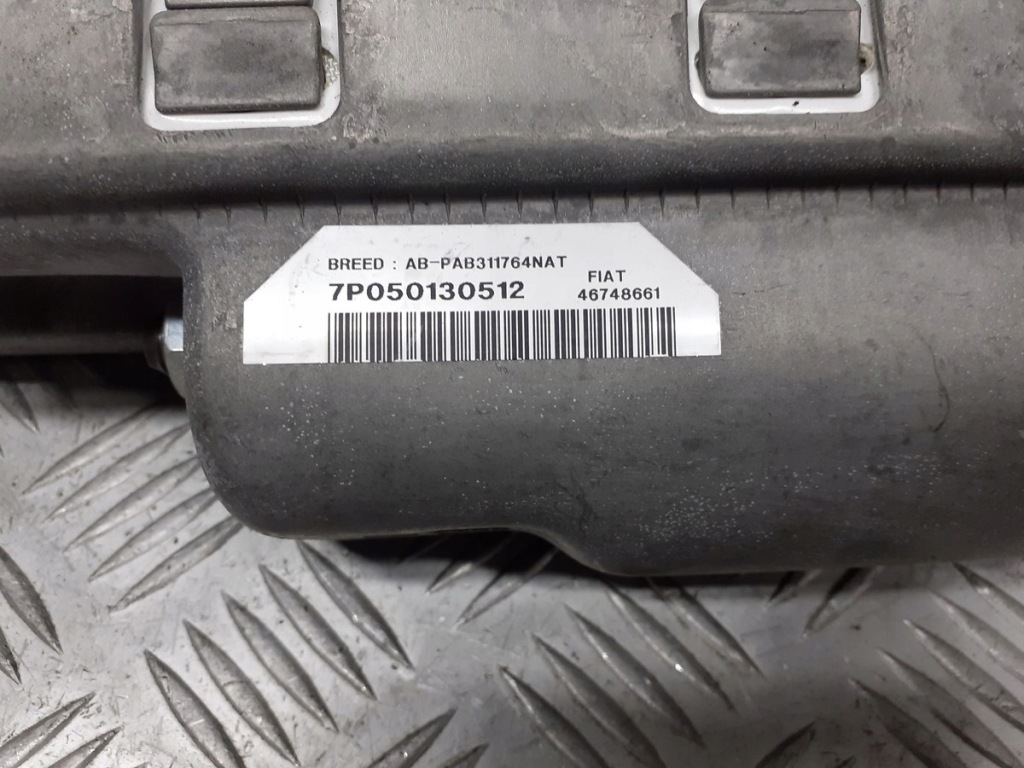 BREED : AB-PAB311764NAT
FIAT
7P050130512
46748661